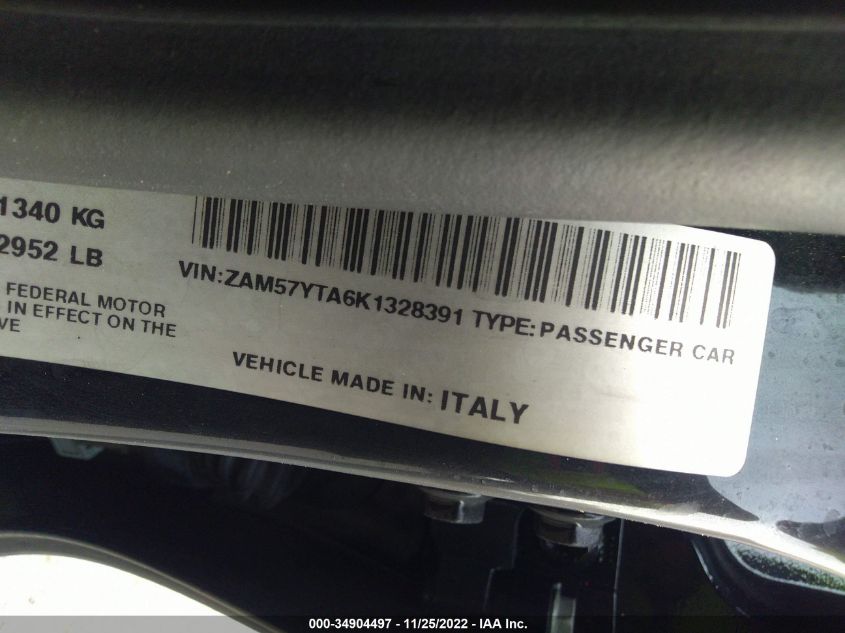 1340 KG
2952 LB
FEDERAL MOTOR
IN EFFECT ON THE
VE
VIN:ZAM57YTA6K1328391 TYPE:PASSENGER CAR
VEHICLE MADE IN: ITALY
000-34904497 - 11/25/2022 - IAA Inc.